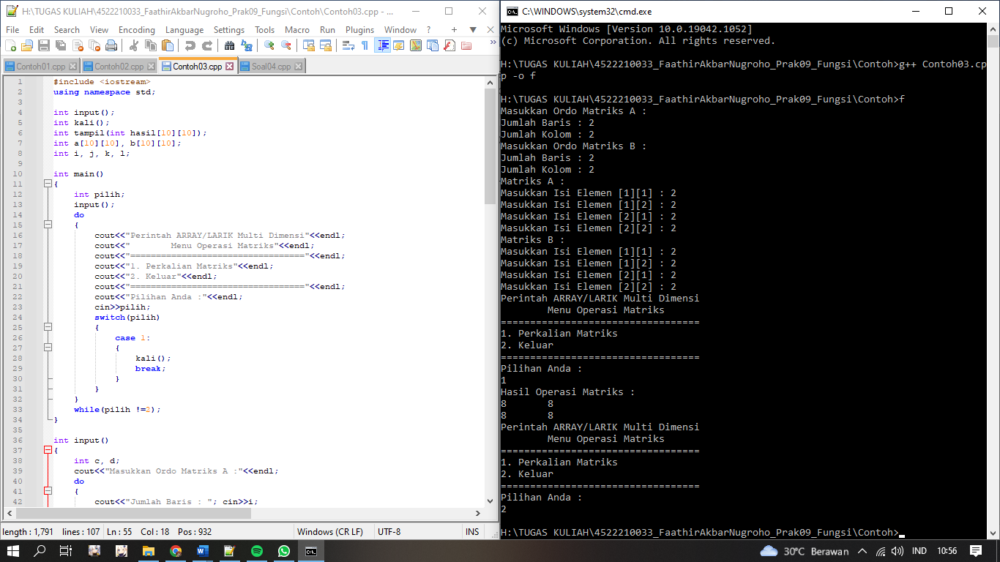 H:\TUGAS KULIAH\4522210033_FaathirAkbarNugroho_Prak09_Fungsi\Contoh\Contoh03.cpp - ...
File Edit Search View Encoding Language Settings Tools Macro Run Plugins Window ? + ▼ X
Contoh01.cpp Contoh02.cpp Contoh03.cpp Soal04.cpp
1 #include <iostream>
2 using namespace std;
3
4 int input();
5 int kali();
6 int tampil(int hasil[10][10]);
7 int a[10][10], b[10][10];
8 int i, j, k, l;
9
10 int main()
11 {
12 int pilih;
13 input();
14 do
15 {
16 cout<<"Perintah ARRAY/LARIK Multi Dimensi"<<endl;
17 cout<<"        Menu Operasi Matriks"<<endl;
18 cout<<"=================================="<<endl;
19 cout<<"1. Perkalian Matriks"<<endl;
20 cout<<"2. Keluar"<<endl;
21 cout<<"=================================="<<endl;
22 cout<<"Pilihan Anda :"<<endl;
23 cin>>pilih;
24 switch(pilih)
25 {
26 case 1:
27 {
28 kali();
29 break;
30 }
31 }
32 }
33 while(pilih !=2);
34 }
35
36 int input()
37 {
38 int c, d;
39 cout<<"Masukkan Ordo Matriks A :"<<endl;
40 do
41 {
42 cout<<"Jumlah Baris : "; cin>>i;
length : 1,791 lines : 107 Ln : 55 Col : 18 Pos : 932 Windows (CR LF) UTF-8 INS
C:\WINDOWS\system32\cmd.exe
Microsoft Windows [Version 10.0.19042.1052]
(c) Microsoft Corporation. All rights reserved.

H:\TUGAS KULIAH\4522210033_FaathirAkbarNugroho_Prak09_Fungsi\Contoh>g++ Contoh03.cp
p -o f

H:\TUGAS KULIAH\4522210033_FaathirAkbarNugroho_Prak09_Fungsi\Contoh>f
Masukkan Ordo Matriks A :
Jumlah Baris : 2
Jumlah Kolom : 2
Masukkan Ordo Matriks B :
Jumlah Baris : 2
Jumlah Kolom : 2
Matriks A :
Masukkan Isi Elemen [1][1] : 2
Masukkan Isi Elemen [1][2] : 2
Masukkan Isi Elemen [2][1] : 2
Masukkan Isi Elemen [2][2] : 2
Matriks B :
Masukkan Isi Elemen [1][1] : 2
Masukkan Isi Elemen [1][2] : 2
Masukkan Isi Elemen [2][1] : 2
Masukkan Isi Elemen [2][2] : 2
Perintah ARRAY/LARIK Multi Dimensi
        Menu Operasi Matriks
==================================
1. Perkalian Matriks
2. Keluar
==================================
Pilihan Anda :
1
Hasil Operasi Matriks :
8       8
8       8
Perintah ARRAY/LARIK Multi Dimensi
        Menu Operasi Matriks
==================================
1. Perkalian Matriks
2. Keluar
==================================
Pilihan Anda :
2

H:\TUGAS KULIAH\4522210033_FaathirAkbarNugroho_Prak09_Fungsi\Contoh>_
30°C Berawan IND 10:56